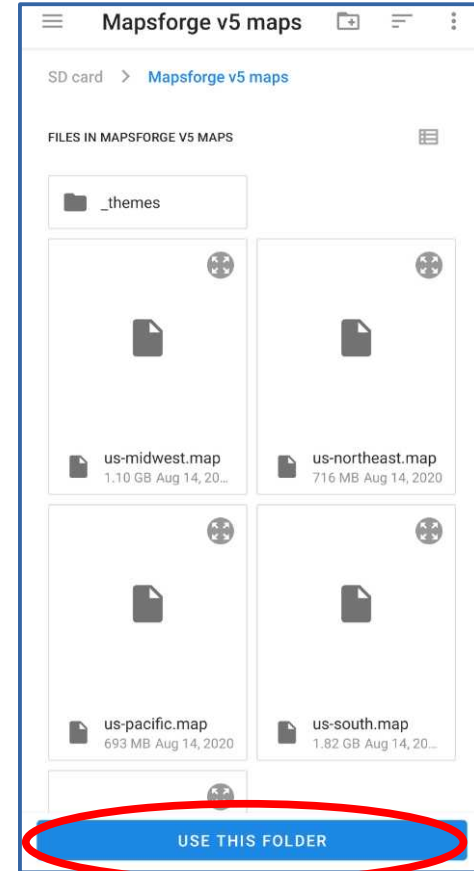 Mapsforge v5 maps
SD card > Mapsforge v5 maps
FILES IN MAPSFORGE V5 MAPS
_themes
us-midwest.map
1.10 GB Aug 14, 20...
us-northeast.map
716 MB Aug 14, 2020
us-pacific.map
693 MB Aug 14, 2020
us-south.map
1.82 GB Aug 14, 20...
USE THIS FOLDER